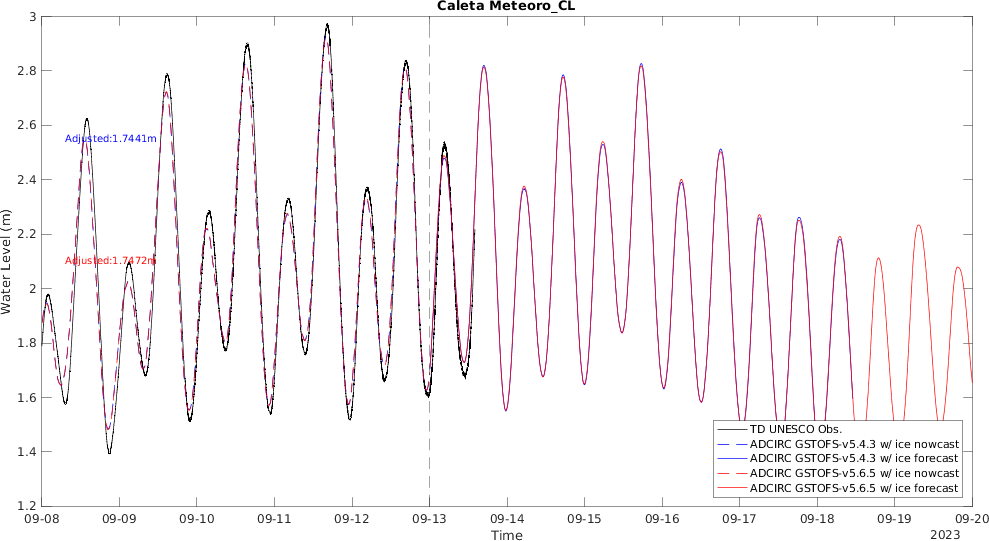 Caleta Meteoro_CL
Water Level (m)
3
2.8
2.6
2.4
2.2
2
1.8
1.6
1.4
1.2
Adjusted:1.7441m
Adjusted:1.7472m
TD UNESCO Obs.
ADCIRC GSTOFS-v5.4.3 w/ ice nowcast
ADCIRC GSTOFS-v5.4.3 w/ ice forecast
ADCIRC GSTOFS-v5.6.5 w/ ice nowcast
ADCIRC GSTOFS-v5.6.5 w/ ice forecast
09-08 09-09 09-10 09-11 09-12 09-13 09-14 09-15 09-16 09-17 09-18 09-19 09-20
Time
2023